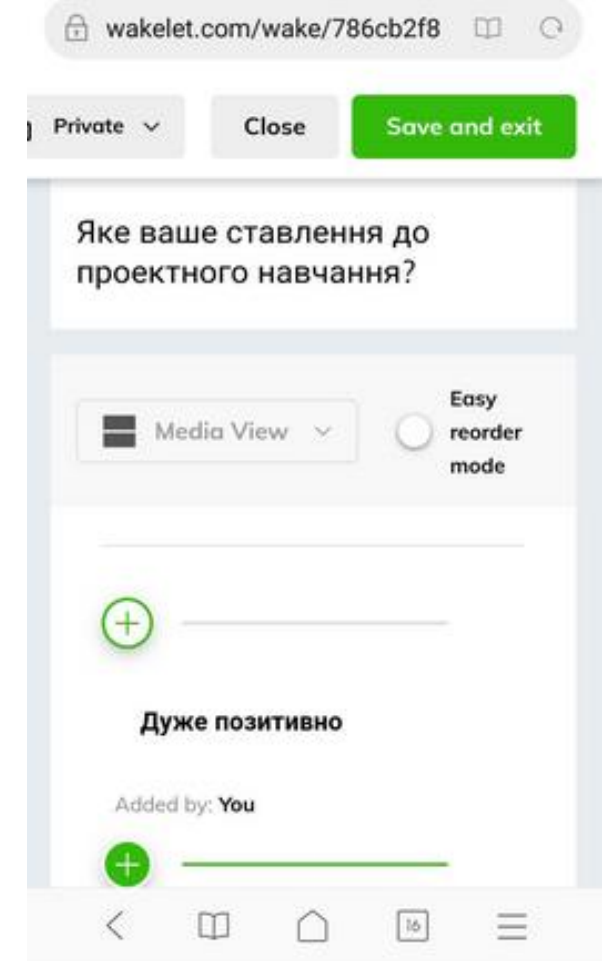 wakelet.com/wake/786cb2f8
Private
Close
Save and exit
Яке ваше ставлення до
проектного навчання?
Media View
Easy
reorder
mode
Дуже позитивно
Added by: You
16